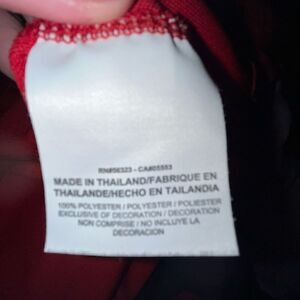 RN#56323 - CA#05553
MADE IN THAILAND/FABRIQUE EN
THAILANDE/HECHO EN TAILANDIA
100% POLYESTER / POLYESTER / POLIESTER
EXCLUSIVE OF DECORATION / DECORATION
NON COMPRISE / NO INCLUYE LA
DECORACION